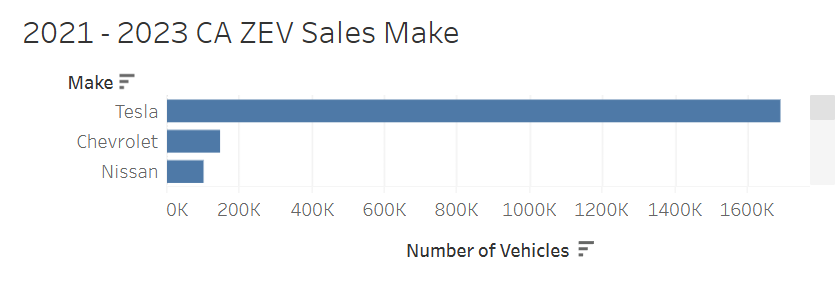 2021 - 2023 CA ZEV Sales Make
Make
Tesla
Chevrolet
Nissan
0K 200K 400K 600K 800K 1000K 1200K 1400K 1600K
Number of Vehicles